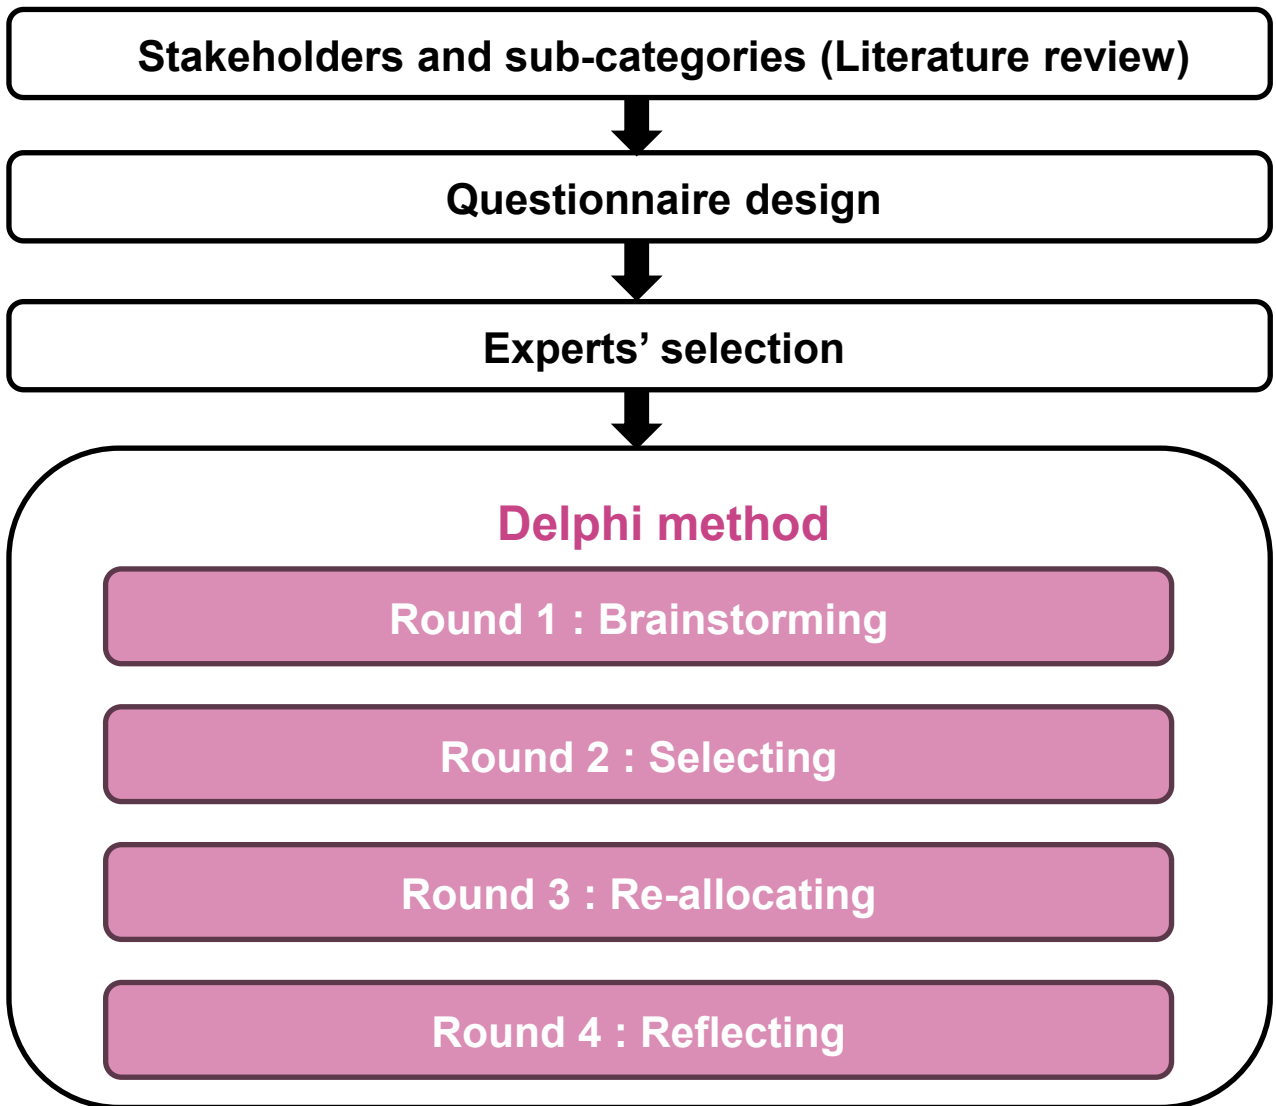 Stakeholders and sub-categories (Literature review)
Questionnaire design
Experts’ selection
Delphi method
Round 1 : Brainstorming
Round 2 : Selecting
Round 3 : Re-allocating
Round 4 : Reflecting